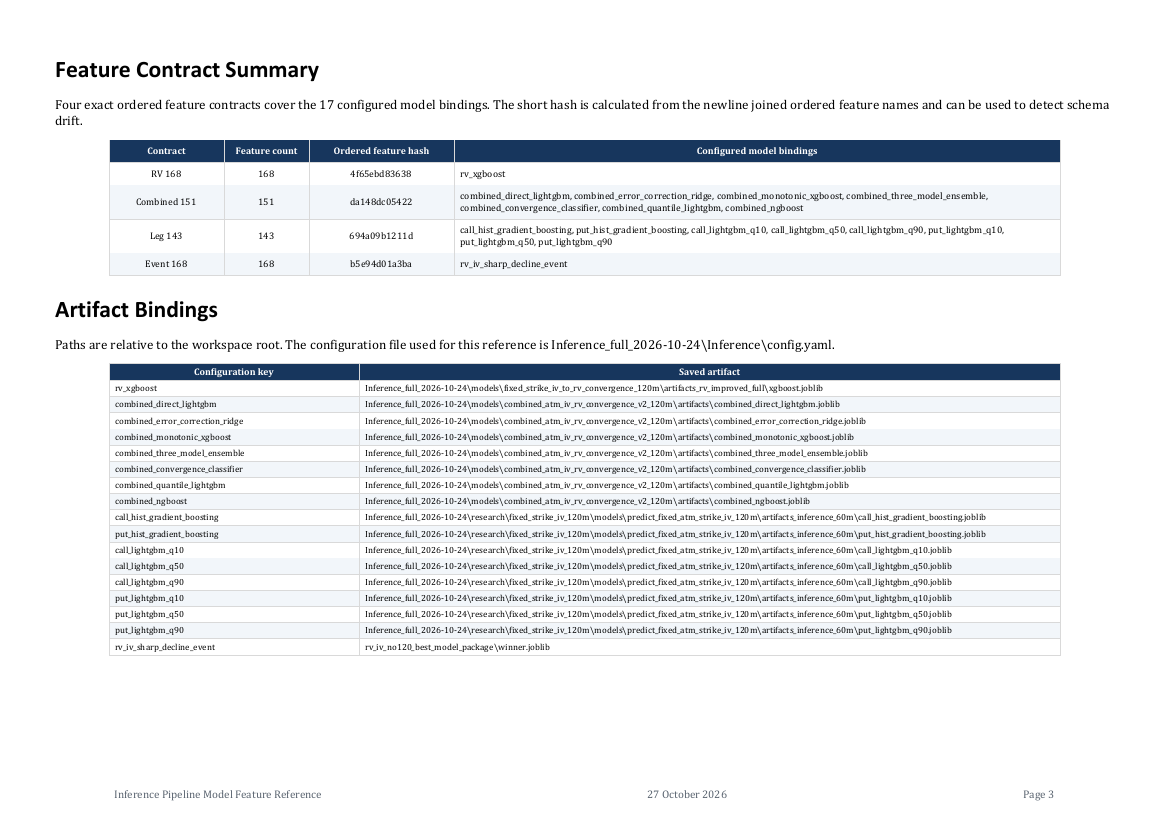 Feature Contract Summary
Four exact ordered feature contracts cover the 17 configured model bindings. The short hash is calculated from the newline joined ordered feature names and can be used to detect schema
drift.
Contract Feature count Ordered feature hash Configured model bindings
RV 168 168 4f65ebd83638 rv_xgboost
Combined 151 151 da148dc05422 combined_direct_lightgbm, combined_error_correction_ridge, combined_monotonic_xgboost, combined_three_model_ensemble,
combined_convergence_classifier, combined_quantile_lightgbm, combined_ngboost
Leg 143 143 694a09b1211d call_hist_gradient_boosting, put_hist_gradient_boosting, call_lightgbm_q10, call_lightgbm_q50, call_lightgbm_q90, put_lightgbm_q10,
put_lightgbm_q50, put_lightgbm_q90
Event 168 168 b5e94d01a3ba rv_iv_sharp_decline_event
Artifact Bindings
Paths are relative to the workspace root. The configuration file used for this reference is Inference_full_2026-10-24\Inference\config.yaml.
Configuration key Saved artifact
rv_xgboost Inference_full_2026-10-24\models\fixed_strike_iv_to_rv_convergence_120m\artifacts_rv_improved_full\xgboost.joblib
combined_direct_lightgbm Inference_full_2026-10-24\models\combined_atm_iv_rv_convergence_v2_120m\artifacts\combined_direct_lightgbm.joblib
combined_error_correction_ridge Inference_full_2026-10-24\models\combined_atm_iv_rv_convergence_v2_120m\artifacts\combined_error_correction_ridge.joblib
combined_monotonic_xgboost Inference_full_2026-10-24\models\combined_atm_iv_rv_convergence_v2_120m\artifacts\combined_monotonic_xgboost.joblib
combined_three_model_ensemble Inference_full_2026-10-24\models\combined_atm_iv_rv_convergence_v2_120m\artifacts\combined_three_model_ensemble.joblib
combined_convergence_classifier Inference_full_2026-10-24\models\combined_atm_iv_rv_convergence_v2_120m\artifacts\combined_convergence_classifier.joblib
combined_quantile_lightgbm Inference_full_2026-10-24\models\combined_atm_iv_rv_convergence_v2_120m\artifacts\combined_quantile_lightgbm.joblib
combined_ngboost Inference_full_2026-10-24\models\combined_atm_iv_rv_convergence_v2_120m\artifacts\combined_ngboost.joblib
call_hist_gradient_boosting Inference_full_2026-10-24\research\fixed_strike_iv_120m\models\predict_fixed_atm_strike_iv_120m\artifacts_inference_60m\call_hist_gradient_boosting.joblib
put_hist_gradient_boosting Inference_full_2026-10-24\research\fixed_strike_iv_120m\models\predict_fixed_atm_strike_iv_120m\artifacts_inference_60m\put_hist_gradient_boosting.joblib
call_lightgbm_q10 Inference_full_2026-10-24\research\fixed_strike_iv_120m\models\predict_fixed_atm_strike_iv_120m\artifacts_inference_60m\call_lightgbm_q10.joblib
call_lightgbm_q50 Inference_full_2026-10-24\research\fixed_strike_iv_120m\models\predict_fixed_atm_strike_iv_120m\artifacts_inference_60m\call_lightgbm_q50.joblib
call_lightgbm_q90 Inference_full_2026-10-24\research\fixed_strike_iv_120m\models\predict_fixed_atm_strike_iv_120m\artifacts_inference_60m\call_lightgbm_q90.joblib
put_lightgbm_q10 Inference_full_2026-10-24\research\fixed_strike_iv_120m\models\predict_fixed_atm_strike_iv_120m\artifacts_inference_60m\put_lightgbm_q10.joblib
put_lightgbm_q50 Inference_full_2026-10-24\research\fixed_strike_iv_120m\models\predict_fixed_atm_strike_iv_120m\artifacts_inference_60m\put_lightgbm_q50.joblib
put_lightgbm_q90 Inference_full_2026-10-24\research\fixed_strike_iv_120m\models\predict_fixed_atm_strike_iv_120m\artifacts_inference_60m\put_lightgbm_q90.joblib
rv_iv_sharp_decline_event rv_iv_no120_best_model_package\winner.joblib
Inference Pipeline Model Feature Reference 27 October 2026 Page 3